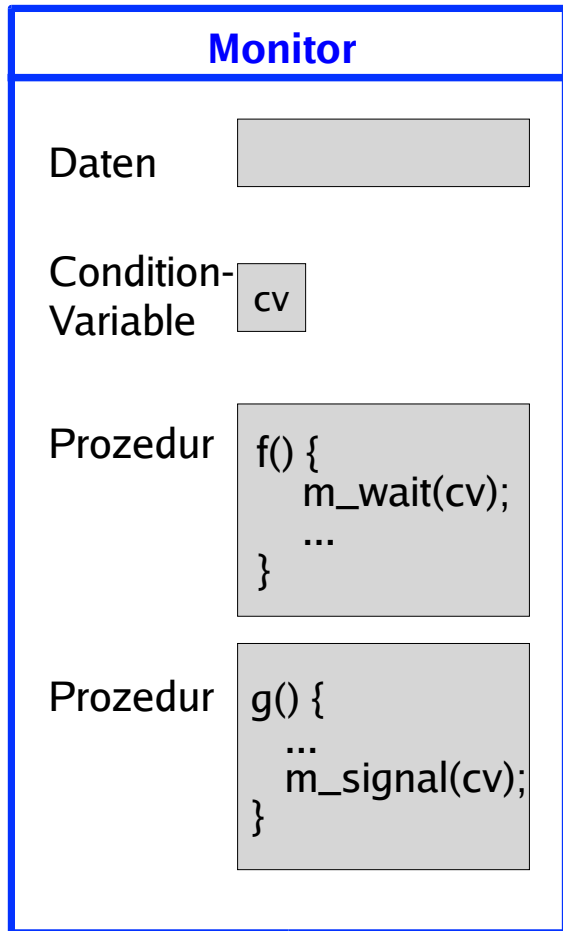 Monitor
Daten
Condition-
Variable
cv
Prozedur
f() {
m_wait(cv);
...
}
Prozedur
g() {
...
m_signal(cv);
}